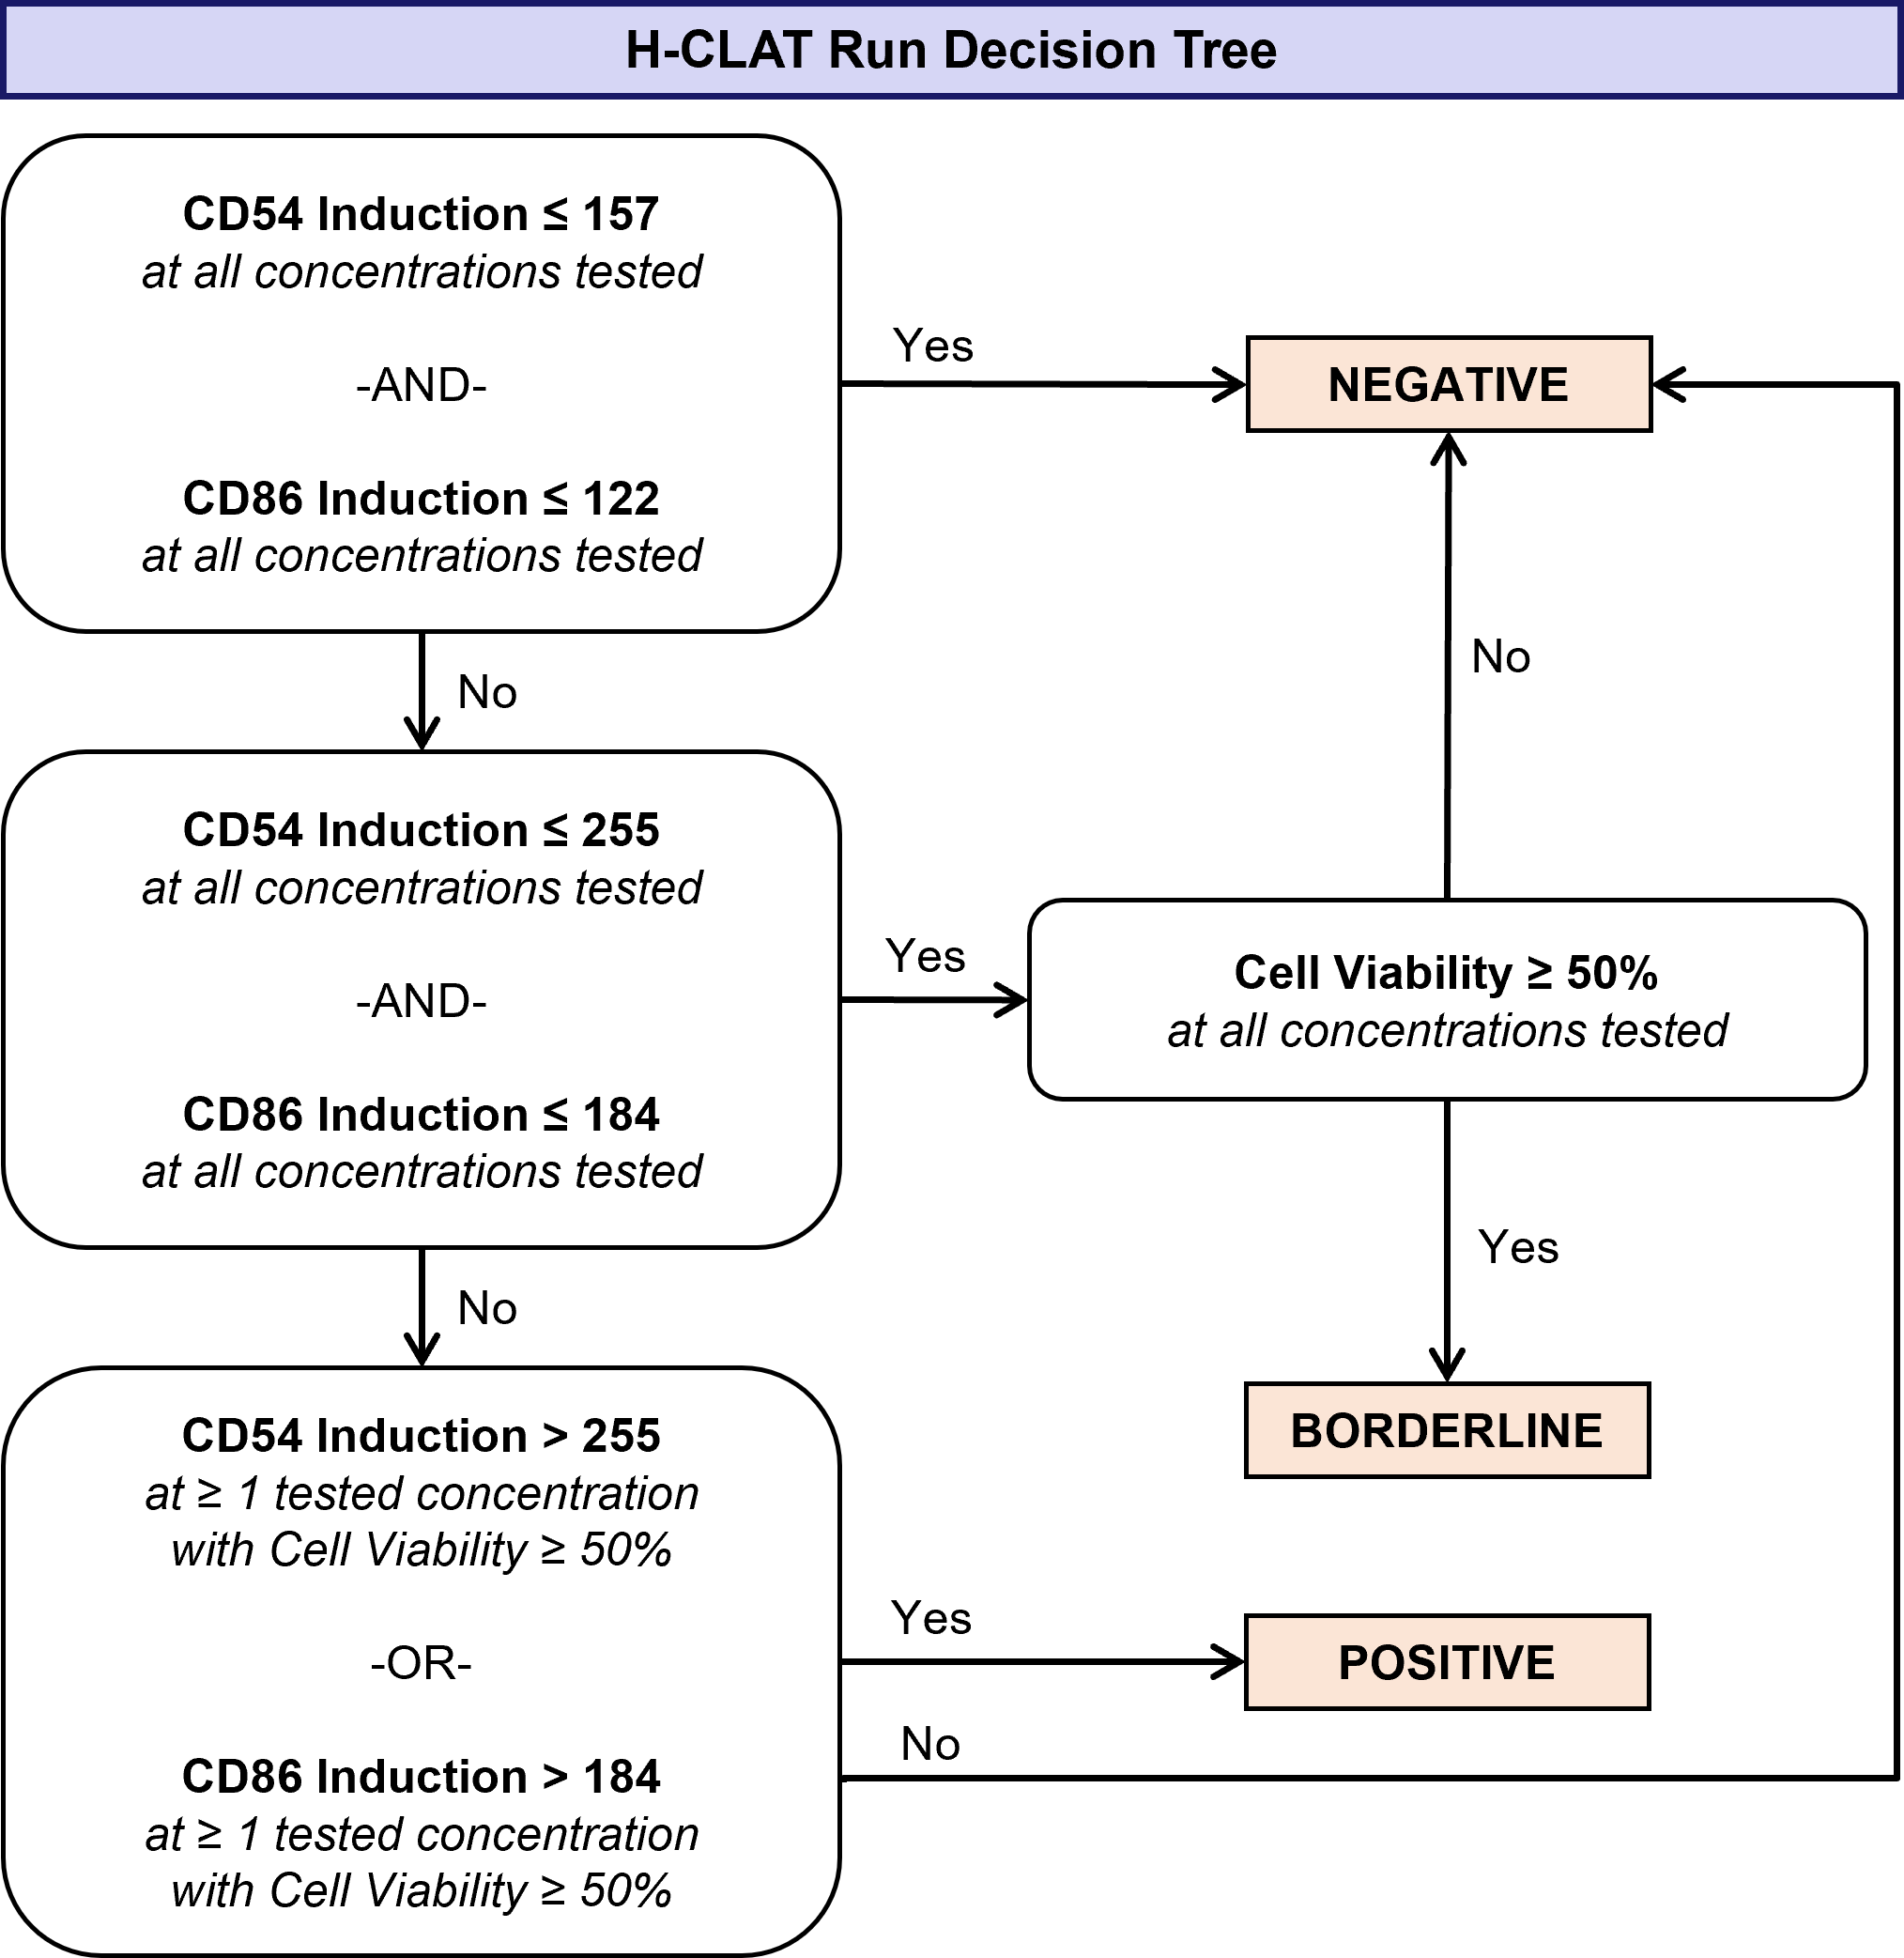 H-CLAT Run Decision Tree
CD54 Induction ≤ 157
at all concentrations tested
-AND-
CD86 Induction ≤ 122
at all concentrations tested
Yes
NEGATIVE
No
No
CD54 Induction ≤ 255
at all concentrations tested
-AND-
CD86 Induction ≤ 184
at all concentrations tested
Yes
Cell Viability ≥ 50%
at all concentrations tested
Yes
No
BORDERLINE
CD54 Induction > 255
at ≥ 1 tested concentration
with Cell Viability ≥ 50%
-OR-
CD86 Induction > 184
at ≥ 1 tested concentration
with Cell Viability ≥ 50%
Yes
POSITIVE
No